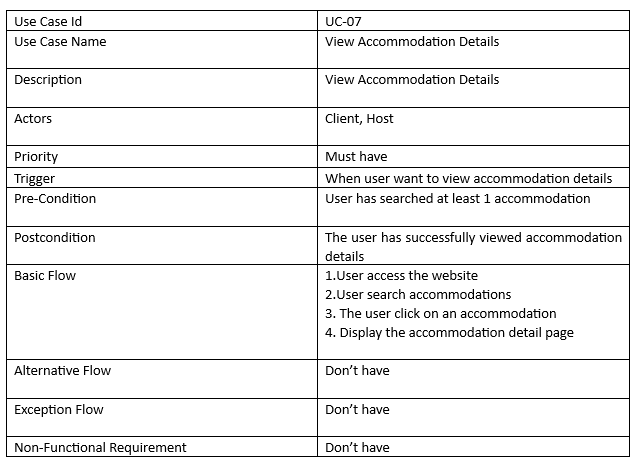 Use Case Id UC-07
Use Case Name View Accommodation Details
Description View Accommodation Details
Actors Client, Host
Priority Must have
Trigger When user want to view accommodation details
Pre-Condition User has searched at least 1 accommodation
Postcondition The user has successfully viewed accommodation
details
Basic Flow 1.User access the website
2.User search accommodations
3. The user click on an accommodation
4. Display the accommodation detail page
Alternative Flow Don’t have
Exception Flow Don’t have
Non-Functional Requirement Don’t have